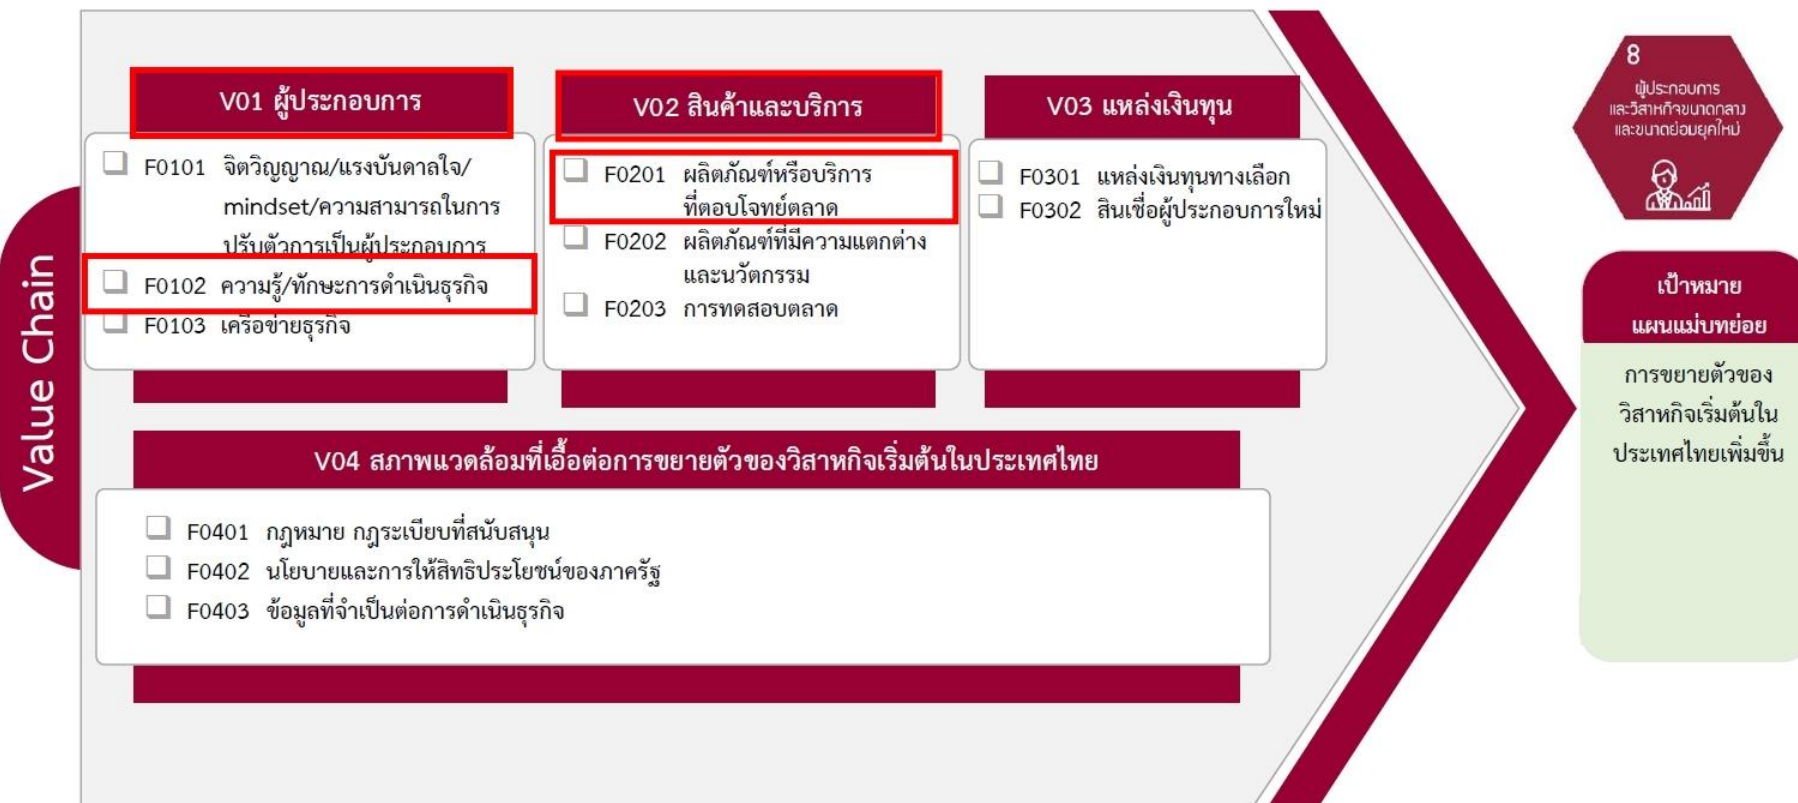 Value Chain
V01 ผู้ประกอบการ
F0101 จิตวิญญาณ/แรงบันดาลใจ/
mindset/ความสามารถในการ
ปรับตัวการเป็นผู้ประกอบการ
F0102 ความรู้/ทักษะการดำเนินธุรกิจ
F0103 เครือข่ายธุรกิจ
V02 สินค้าและบริการ
F0201 ผลิตภัณฑ์หรือบริการ
ที่ตอบโจทย์ตลาด
F0202 ผลิตภัณฑ์ที่มีความแตกต่าง
และนวัตกรรม
F0203 การทดสอบตลาด
V03 แหล่งเงินทุน
F0301 แหล่งเงินทุนทางเลือก
F0302 สินเชื่อผู้ประกอบการใหม่
V04 สภาพแวดล้อมที่เอื้อต่อการขยายตัวของวิสาหกิจเริ่มต้นในประเทศไทย
F0401 กฎหมาย กฎระเบียบที่สนับสนุน
F0402 นโยบายและการให้สิทธิประโยชน์ของภาครัฐ
F0403 ข้อมูลที่จำเป็นต่อการดำเนินธุรกิจ
8
ผู้ประกอบการ
และวิสาหกิจขนาดกลาง
และขนาดย่อมยุคใหม่
เป้าหมาย
แผนแม่บทย่อย
การขยายตัวของ
วิสาหกิจเริ่มต้นใน
ประเทศไทยเพิ่มขึ้น